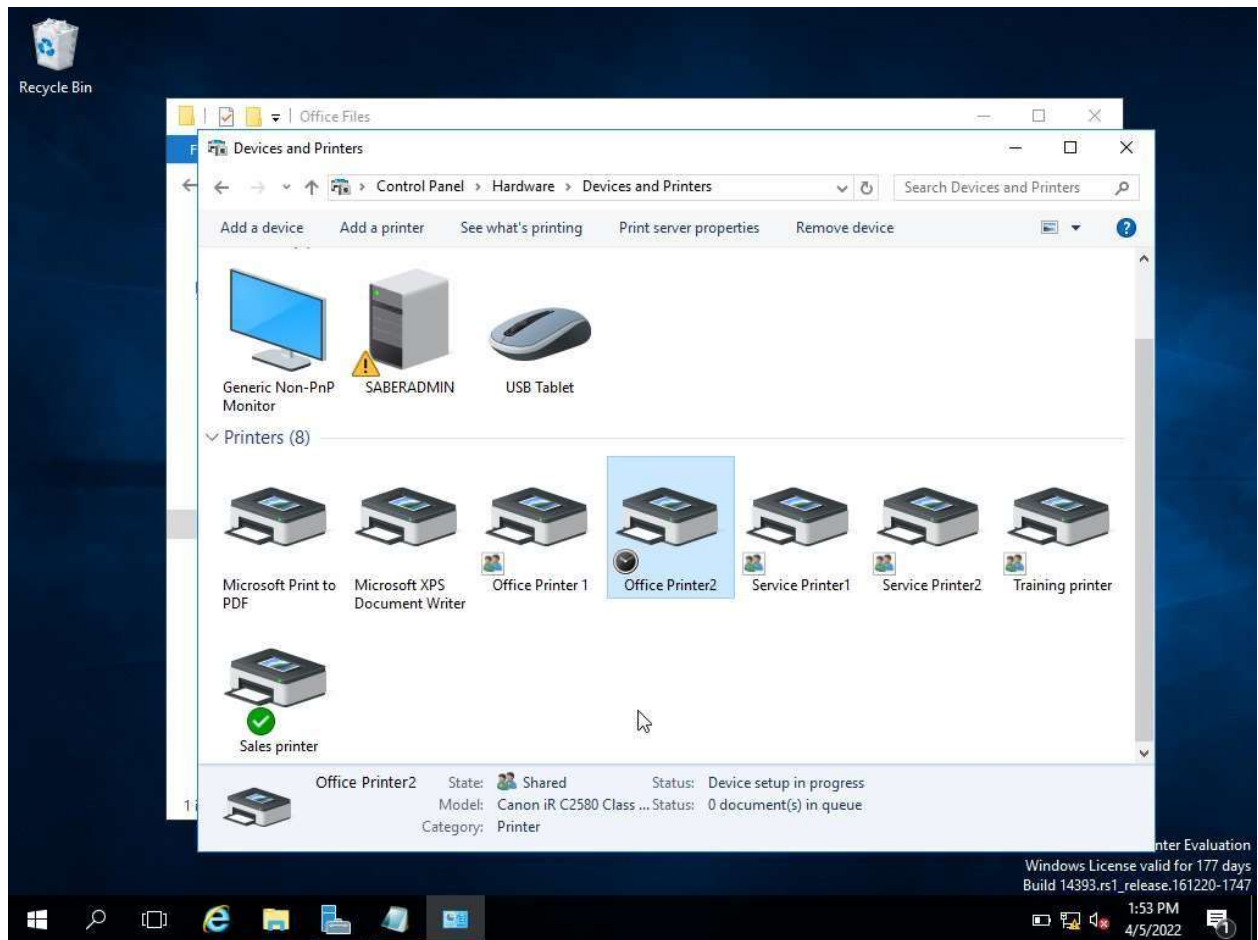 Recycle Bin
Office Files
F
Devices and Printers
Control Panel > Hardware > Devices and Printers
Search Devices and Printers
Add a device Add a printer See what's printing Print server properties Remove device
?
Generic Non-PnP Monitor
SABERADMIN
USB Tablet
Printers (8)
Microsoft Print to PDF
Microsoft XPS Document Writer
Office Printer 1
Office Printer2
Service Printer1
Service Printer2
Training printer
Sales printer
Office Printer2 State: Shared Status: Device setup in progress
Model: Canon iR C2580 Class ... Status: 0 document(s) in queue
Category: Printer
1 i
nter Evaluation
Windows License valid for 177 days
Build 14393.rs1_release.161220-1747
1:53 PM
4/5/2022
1